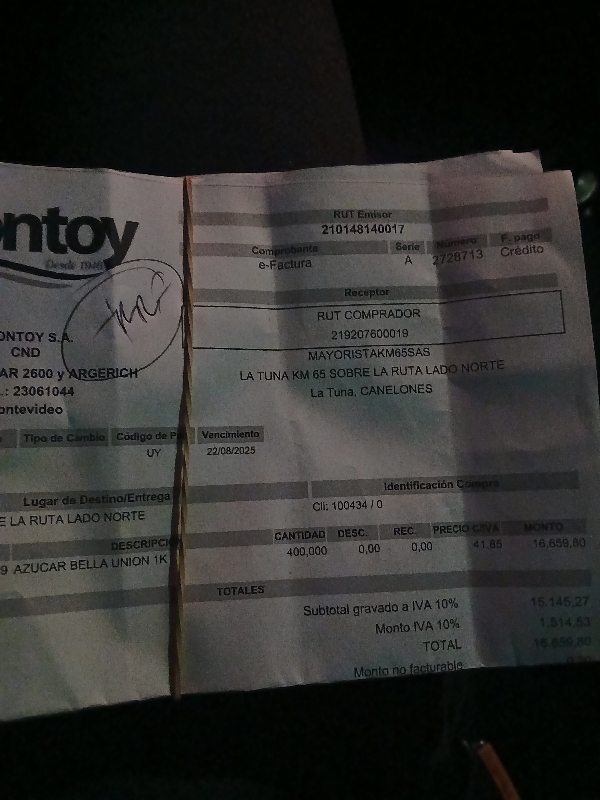 ntoy
Desde 1946
RUT Emisor
210148140017
Comprobante Serie Número F. pago
e-Factura A 2728713 Crédito
Receptor
RUT COMPRADOR
219207600019
MAYORISTAKM65SAS
LA TUNA KM 65 SOBRE LA RUTA LADO NORTE
La Tuna, CANELONES
ONTOY S.A.
CND
AR 2600 y ARGERICH
.: 23061044
ontevideo
Tipo de Cambio Código de P Vencimiento
UY 22/08/2025
Lugar de Destino/Entrega Identificación Compra
E LA RUTA LADO NORTE Cli: 100434 / 0
DESCRIPCI CANTIDAD DESC. REC. PRECIO C/IVA MONTO
9 AZUCAR BELLA UNION 1K 400,000 0,00 0,00 41,65 16.659,80
TOTALES
Subtotal gravado a IVA 10% 15.145,27
Monto IVA 10% 1.514,53
TOTAL 16.659,80
Monto no facturable